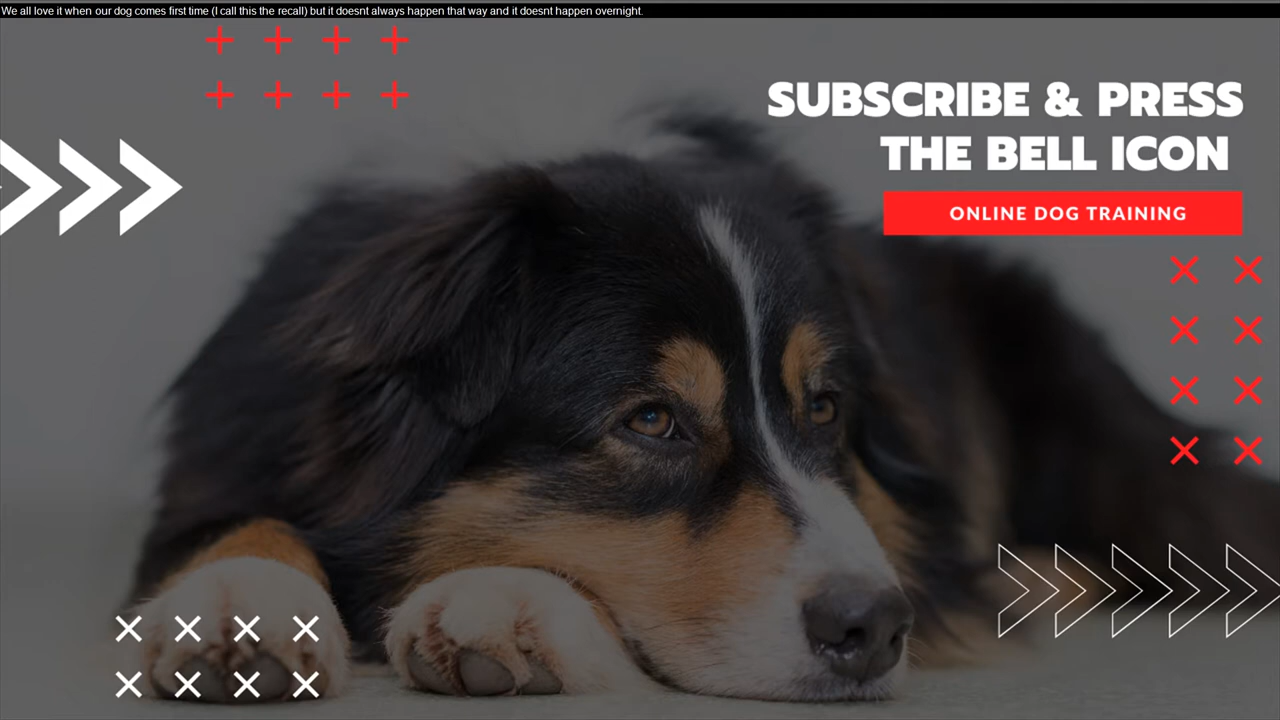 We all love it when our dog comes first time (I call this the recall) but it doesnt always happen that way and it doesnt happen overnight.
SUBSCRIBE & PRESS
THE BELL ICON
ONLINE DOG TRAINING